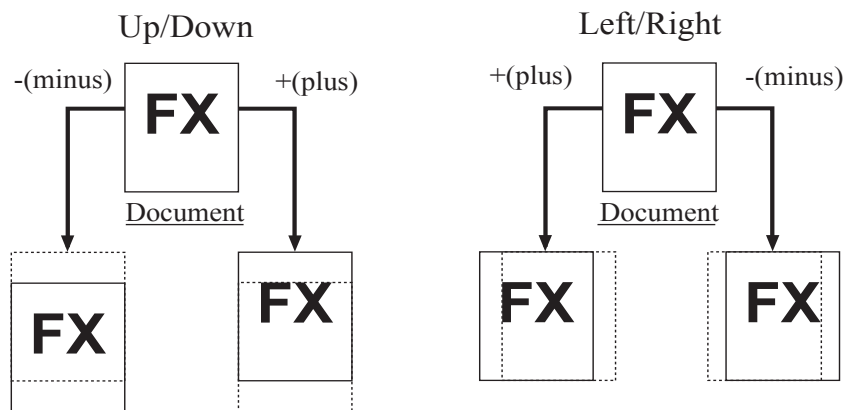 Up/Down
-(minus)
FX
+(plus)
Document
FX
FX
Left/Right
+(plus)
FX
-(minus)
Document
FX
FX